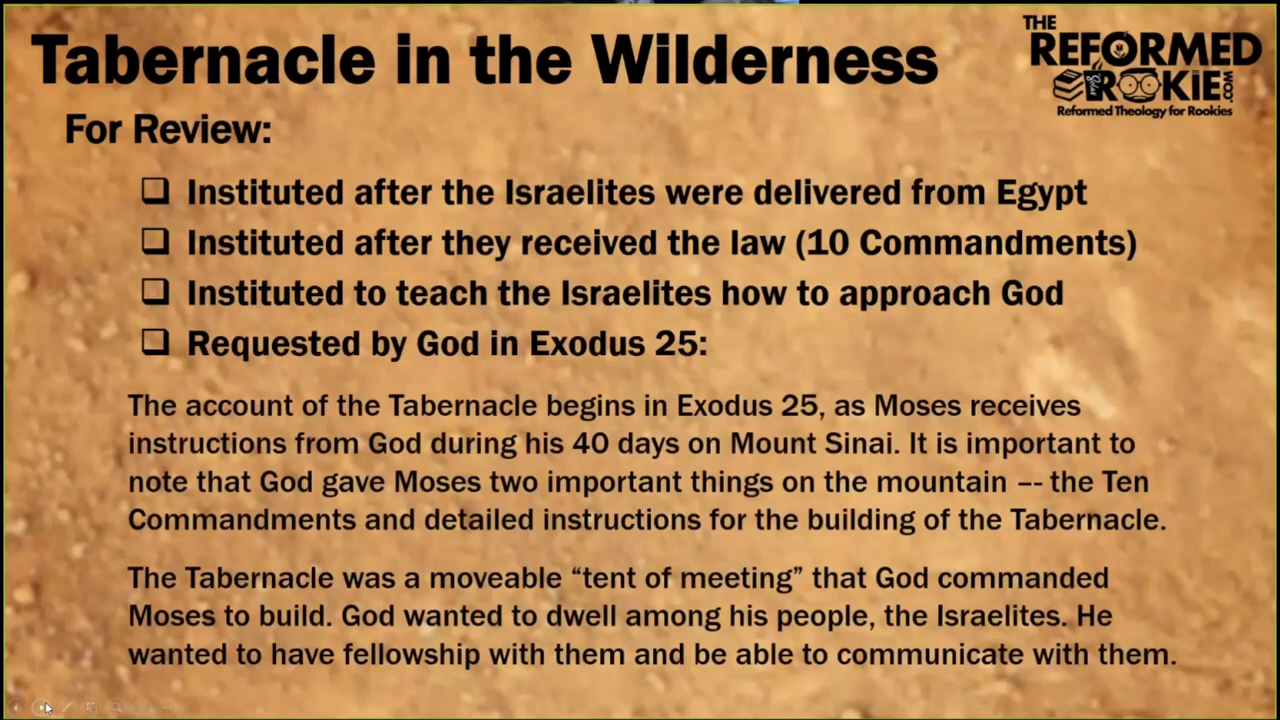 Tabernacle in the Wilderness
THE
REFORMED
ROOKiE
.COM
Reformed Theology for Rookies
For Review:
❑ Instituted after the Israelites were delivered from Egypt
❑ Instituted after they received the law (10 Commandments)
❑ Instituted to teach the Israelites how to approach God
❑ Requested by God in Exodus 25:
The account of the Tabernacle begins in Exodus 25, as Moses receives
instructions from God during his 40 days on Mount Sinai. It is important to
note that God gave Moses two important things on the mountain –- the Ten
Commandments and detailed instructions for the building of the Tabernacle.
The Tabernacle was a moveable “tent of meeting” that God commanded
Moses to build. God wanted to dwell among his people, the Israelites. He
wanted to have fellowship with them and be able to communicate with them.